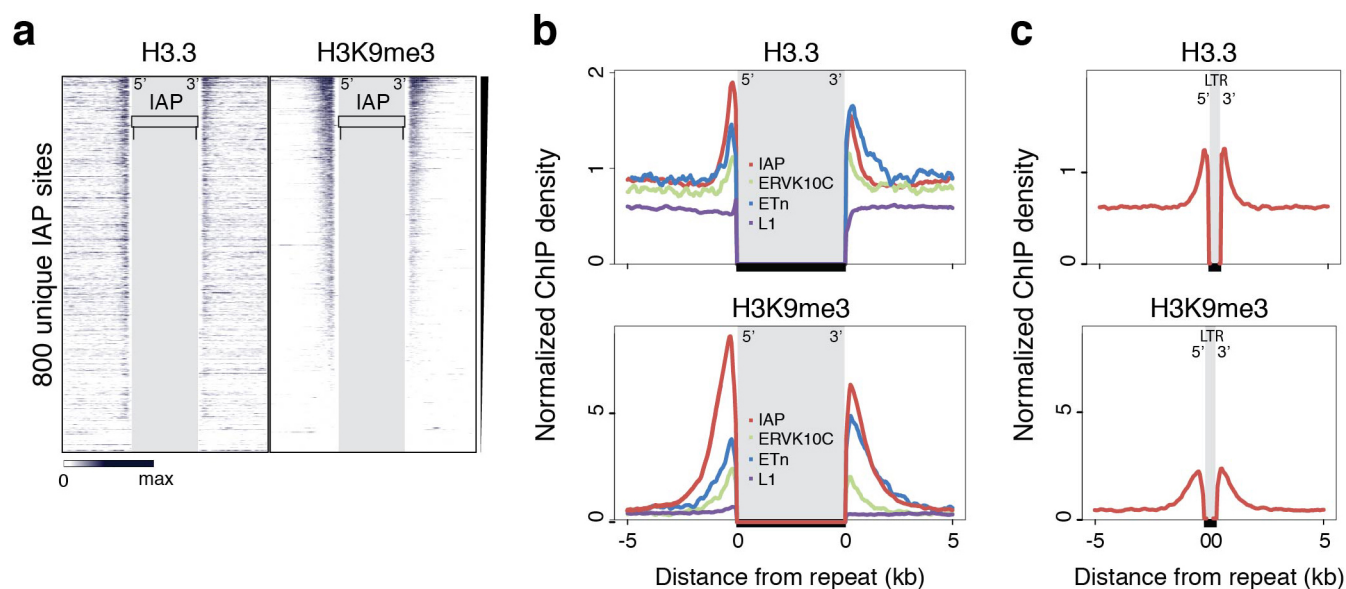 a
H3.3 H3K9me3
5’ 3’ 5’ 3’
IAP IAP
800 unique IAP sites
0 max
b
H3.3
Normalized ChIP density
2
1
0
5’ 3’
IAP
ERVK10C
ETn
L1
H3K9me3
5
0
5’ 3’
IAP
ERVK10C
ETn
L1
-5 0 0 5
Distance from repeat (kb)
c
H3.3
Normalized ChIP density
LTR
5’ 3’
1
0
H3K9me3
LTR
5’ 3’
5
0
-5 00 5
Distance from repeat (kb)